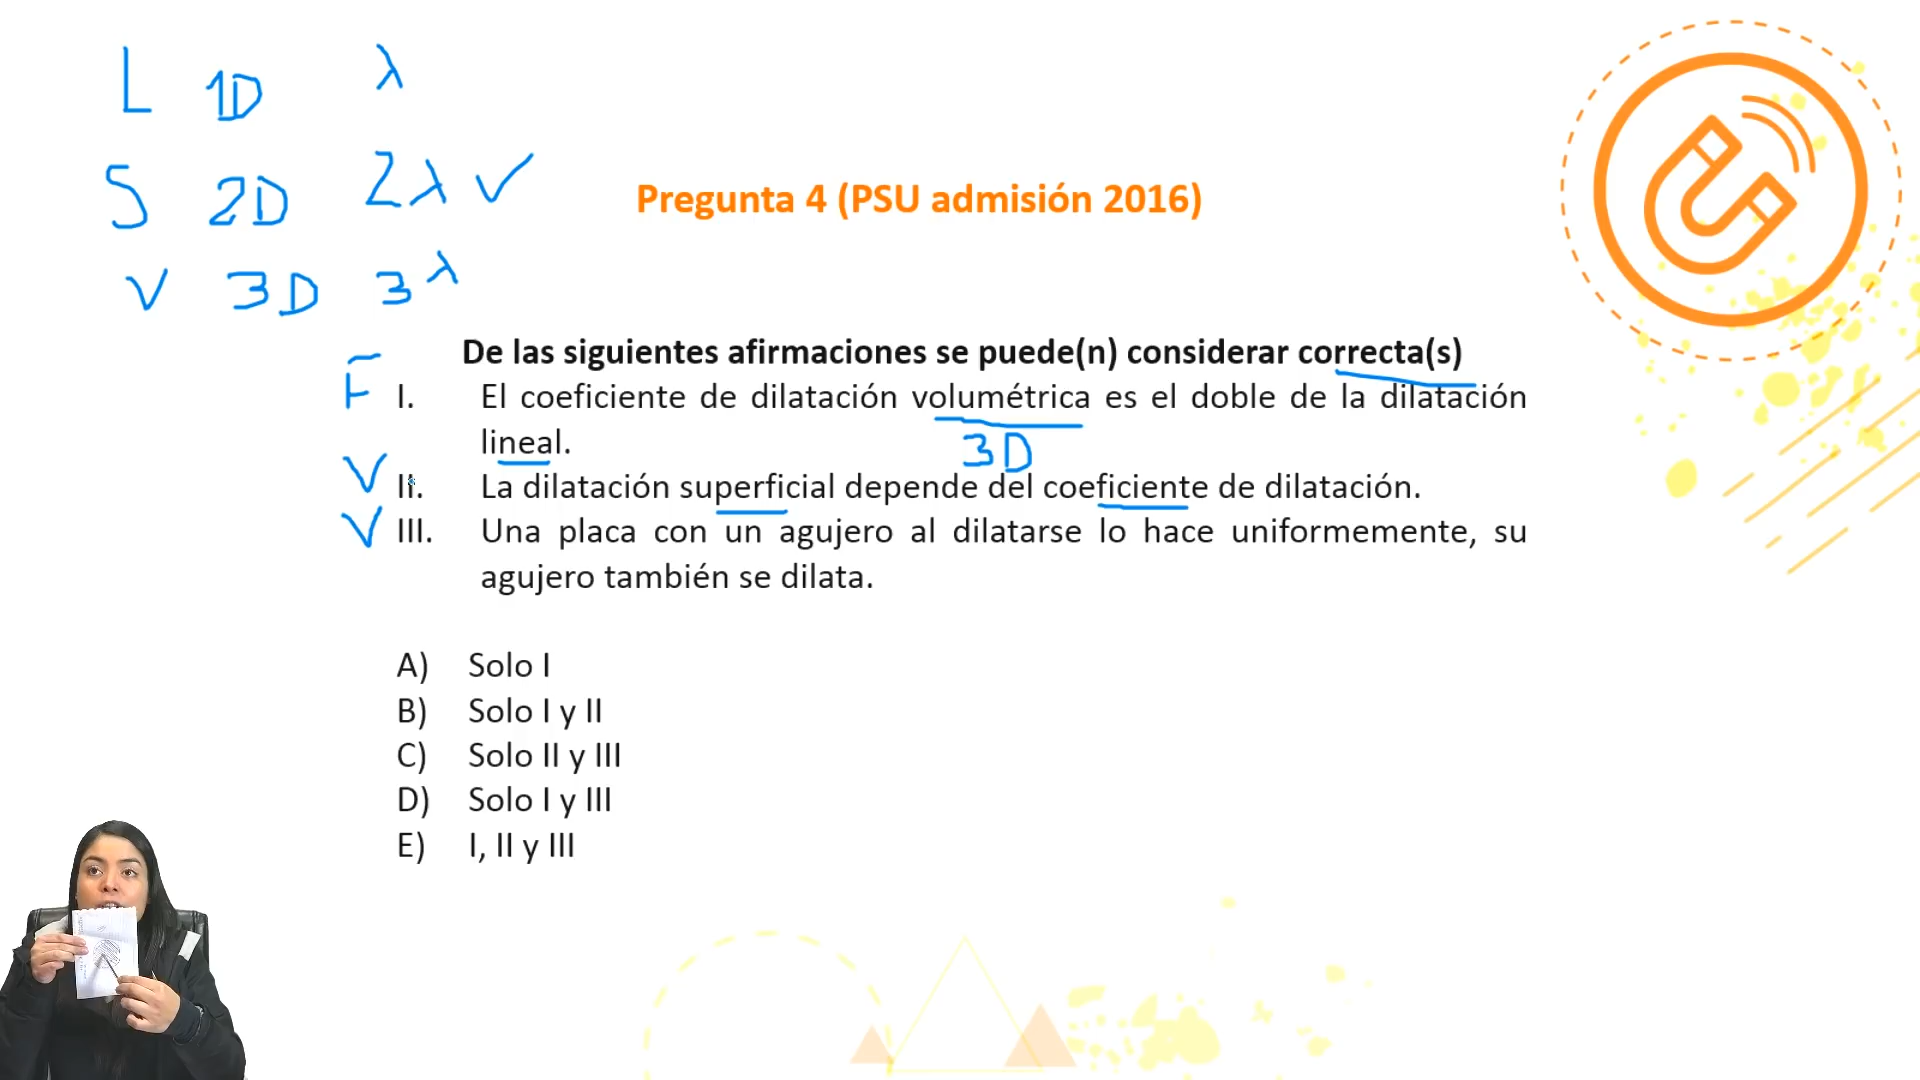 L 1D λ
S 2D 2λ ✓
V 3D 3λ
Pregunta 4 (PSU admisión 2016)
De las siguientes afirmaciones se puede(n) considerar correcta(s)
F I. El coeficiente de dilatación volumétrica es el doble de la dilatación
lineal. 3D
V II. La dilatación superficial depende del coeficiente de dilatación.
V III. Una placa con un agujero al dilatarse lo hace uniformemente, su
agujero también se dilata.
A) Solo I
B) Solo I y II
C) Solo II y III
D) Solo I y III
E) I, II y III